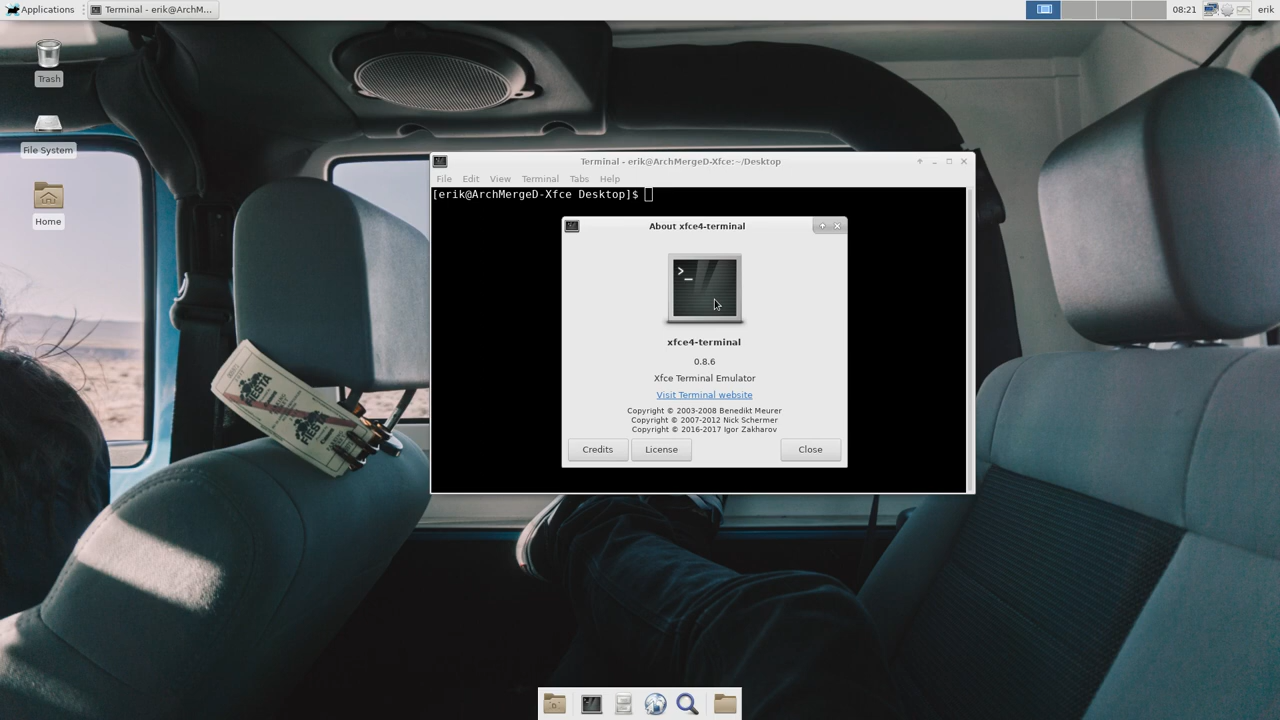 Applications
Terminal - erik@ArchM...
08:21
erik
Trash
File System
Home
Terminal - erik@ArchMergeD-Xfce:~/Desktop
File Edit View Terminal Tabs Help
[erik@ArchMergeD-Xfce Desktop]$
About xfce4-terminal
>_
xfce4-terminal
0.8.6
Xfce Terminal Emulator
Visit Terminal website
Copyright © 2003-2008 Benedikt Meurer
Copyright © 2007-2012 Nick Schermer
Copyright © 2016-2017 Igor Zakharov
Credits License Close
FIESTA
FIESTA